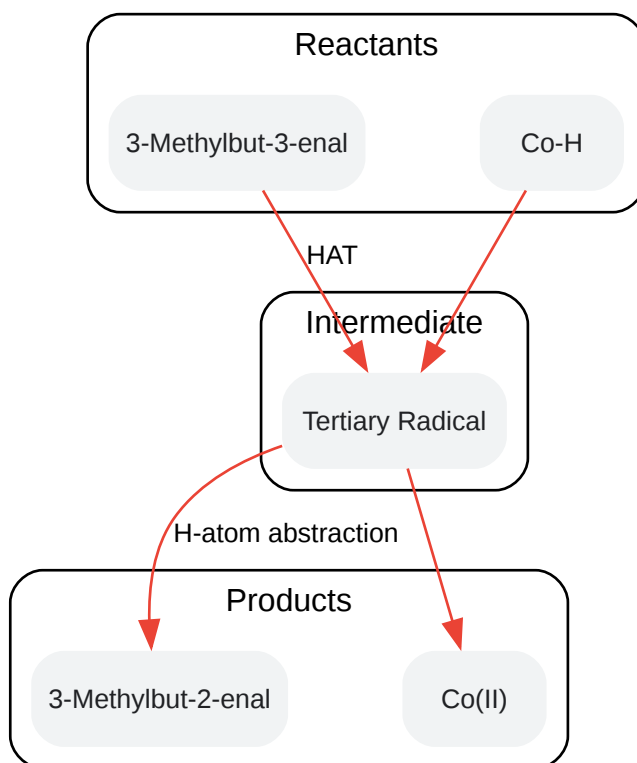 Reactants
3-Methylbut-3-enal
Co-H
HAT
Intermediate
Tertiary Radical
H-atom abstraction
Products
3-Methylbut-2-enal
Co(II)